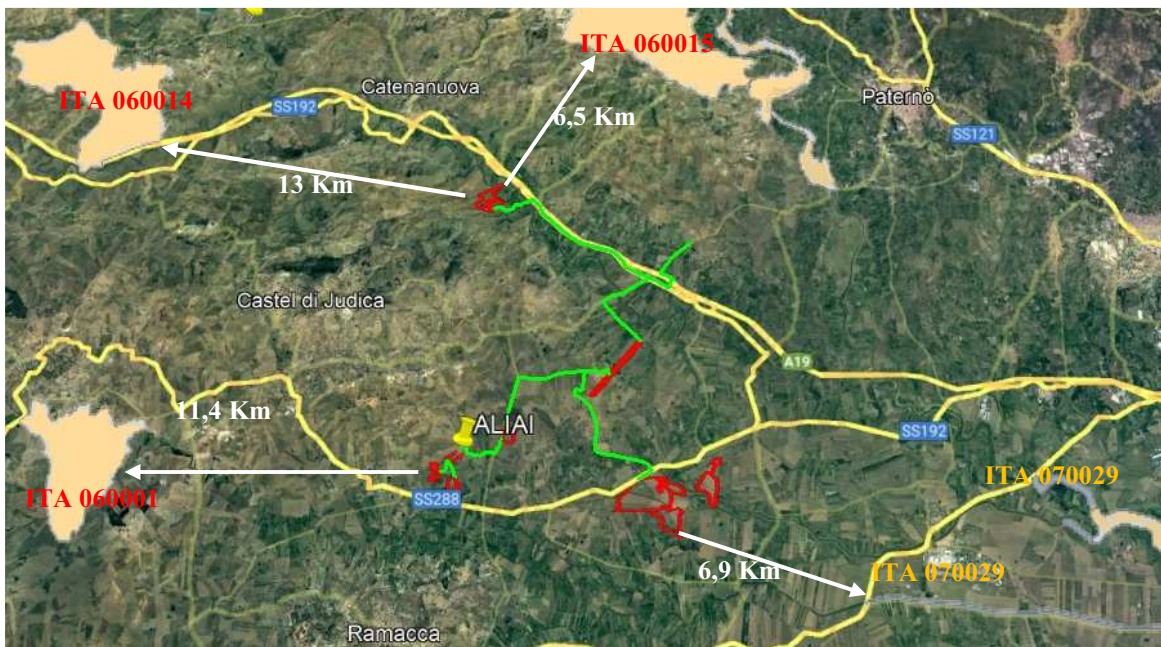 ITA 060015
Catenanuova
ITA 060014
Paternò
SS192
6,5 Km
SS121
13 Km
Castel di Judica
A19
11,4 Km
ALIAI
SS192
ITA 070029
ITA 060001
SS288
6,9 Km
ITA 070029
Ramacca